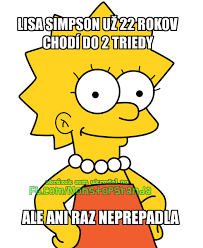 LISA SIMPSON UŽ 22 ROKOV
CHODÍ DO 2 TRIEDY
ALE ANI RAZ NEPREPADLA